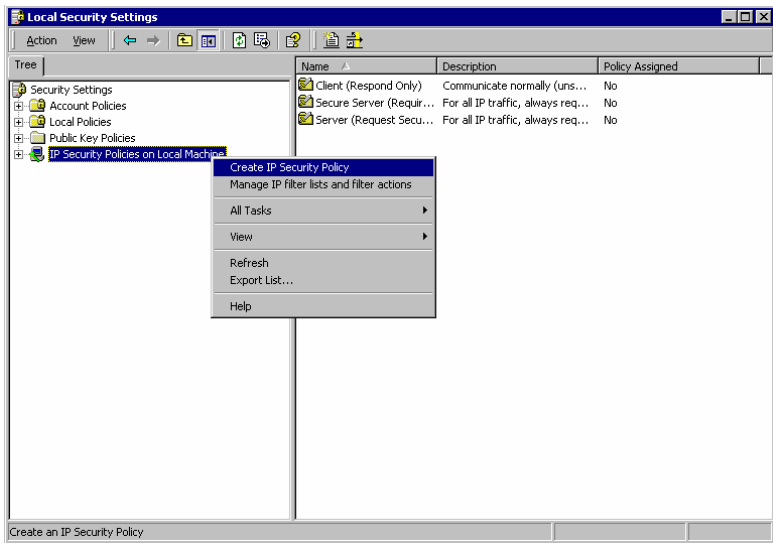 Local Security Settings
Action View
Tree
Name Description Policy Assigned
Security Settings
Account Policies
Local Policies
Public Key Policies
IP Security Policies on Local Machine
Client (Respond Only) Communicate normally (uns... No
Secure Server (Requir... For all IP traffic, always req... No
Server (Request Secu... For all IP traffic, always req... No
Create IP Security Policy
Manage IP filter lists and filter actions
All Tasks
View
Refresh
Export List...
Help
Create an IP Security Policy